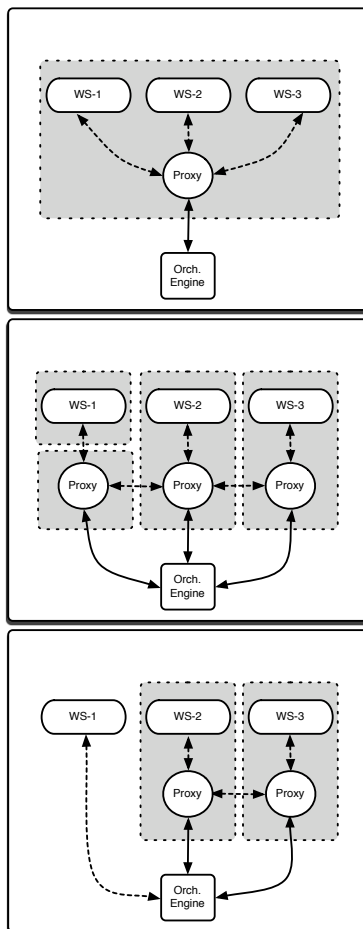 WS-1 WS-2 WS-3
Proxy
Orch.
Engine
WS-1 WS-2 WS-3
Proxy Proxy Proxy
Orch.
Engine
WS-1 WS-2 WS-3
Proxy Proxy
Orch.
Engine